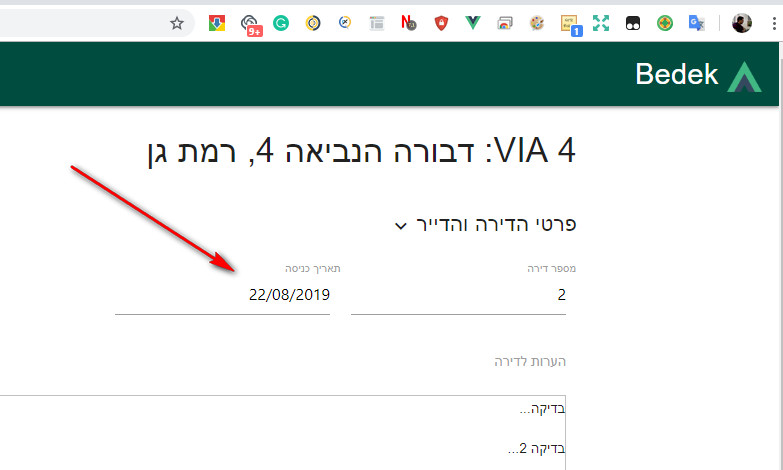 9+
1
Bedek
VIA 4: דבורה הנביאה 4, רמת גן
פרטי הדירה והדייר
מספר דירה
תאריך כניסה
2
22/08/2019
הערות לדירה
בדיקה...
בדיקה 2...